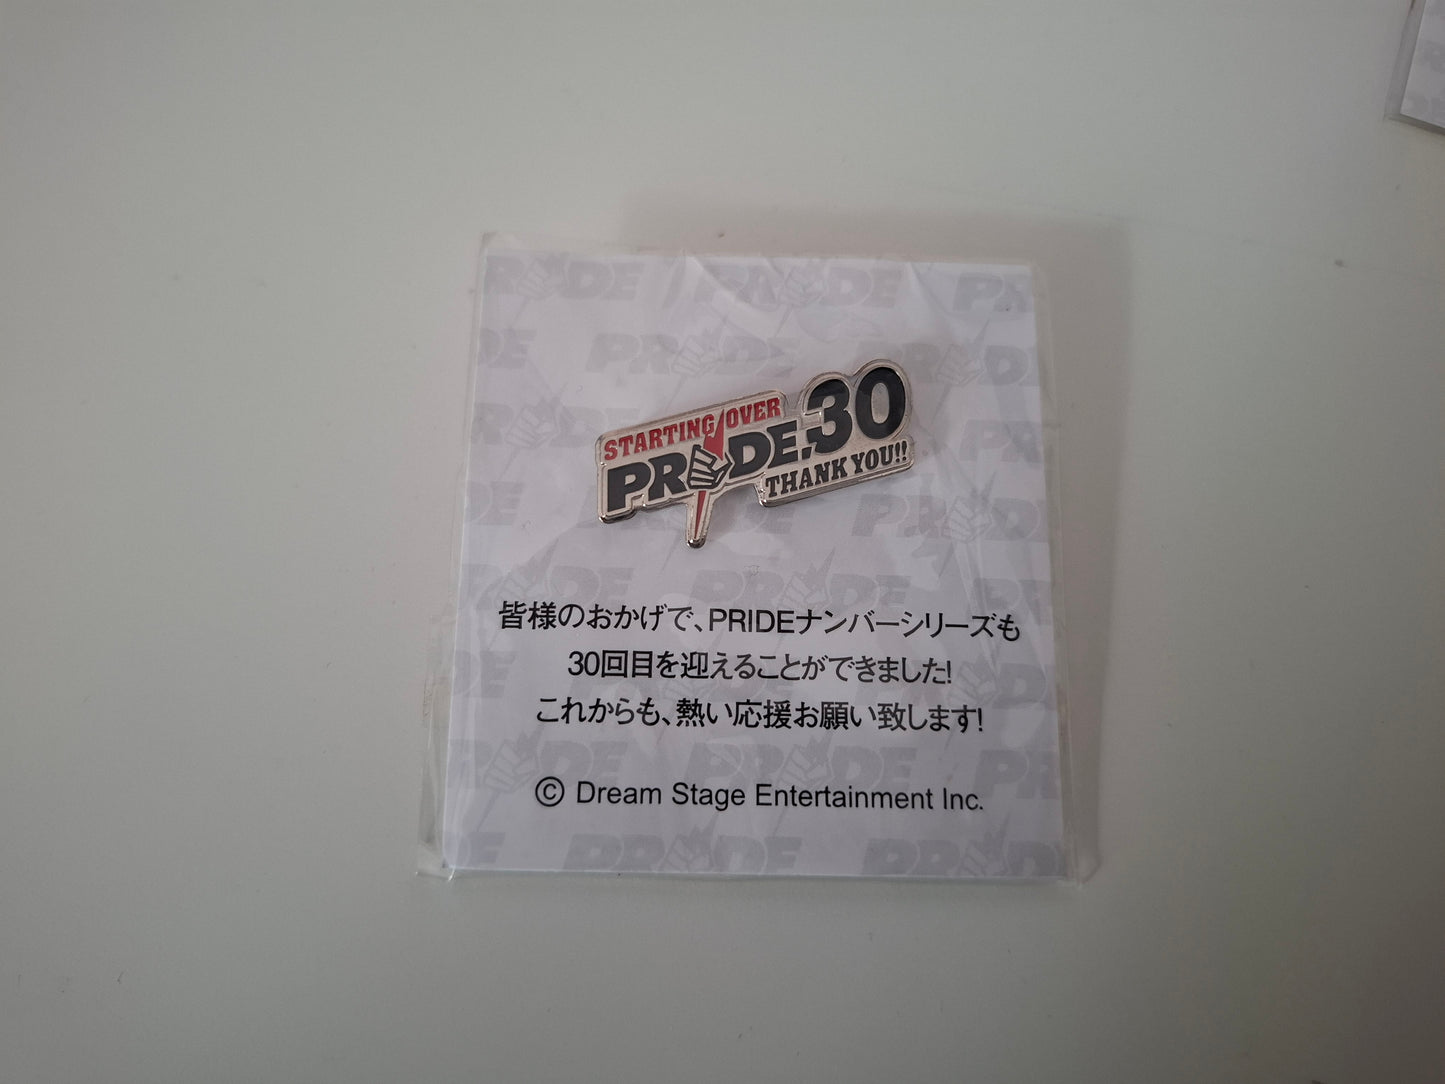 STARTING OVER
PRIDE.30
THANK YOU!!
皆様のおかげで、PRIDEナンバーシリーズも
30回目を迎えることができました!
これからも、熱い応援お願い致します!
© Dream Stage Entertainment Inc.